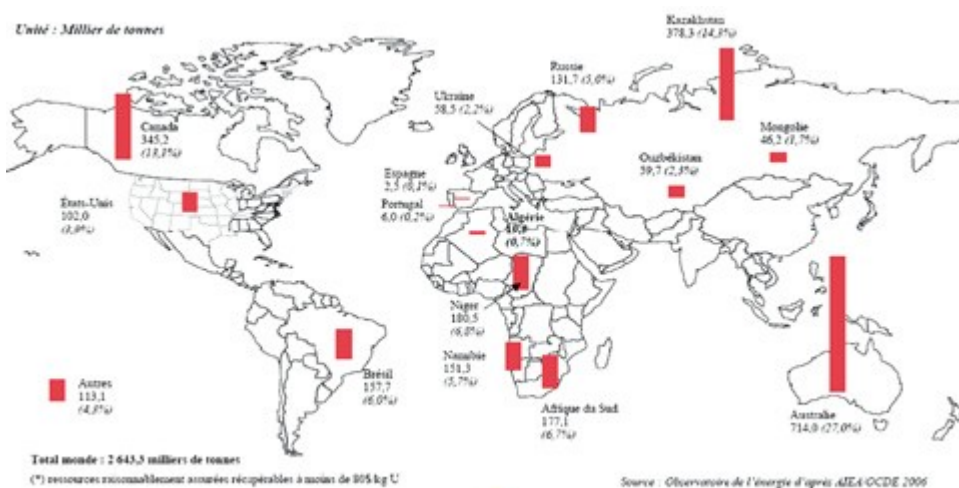 Unité : Millier de tonnes
Kazakhstan
378,3 (14,3%)
Russie
131,7 (5,0%)
Ukraine
58,5 (2,2%)
Canada
345,2
(13,1%)
Mongolie
46,2 (1,7%)
Ouzbékistan
59,7 (2,3%)
Espagne
2,5 (0,1%)
Portugal
6,0 (0,2%)
États-Unis
102,0
(3,9%)
Algérie
(0,7%)
Niger
180,5
(6,8%)
Namibie
151,3
(5,7%)
Brésil
157,7
(6,0%)
Autres
113,1
(4,3%)
Afrique du Sud
177,1
(6,7%)
Australie
714,0 (27,0%)
Total monde : 2 643,3 milliers de tonnes
(*) ressources raisonnablement assurées récupérables à moins de 80$/kg U
Source : Observatoire de l'énergie d'après AIEA/OCDE 2006